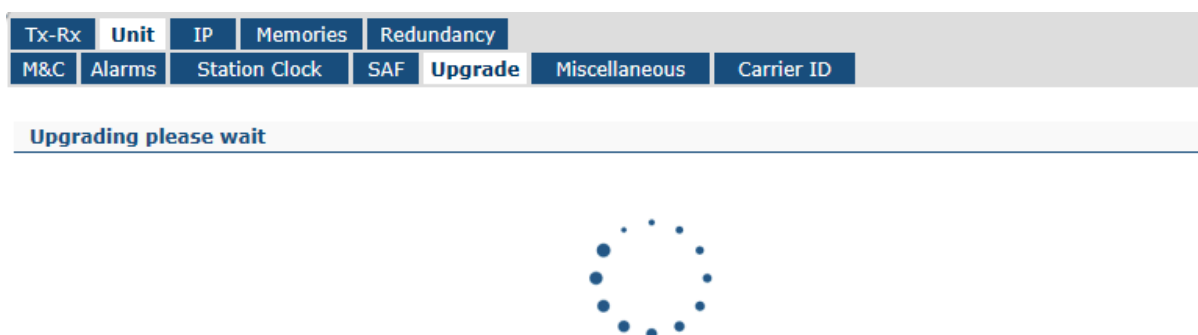 Tx-Rx Unit IP Memories Redundancy
M&C Alarms Station Clock SAF Upgrade Miscellaneous Carrier ID
Upgrading please wait